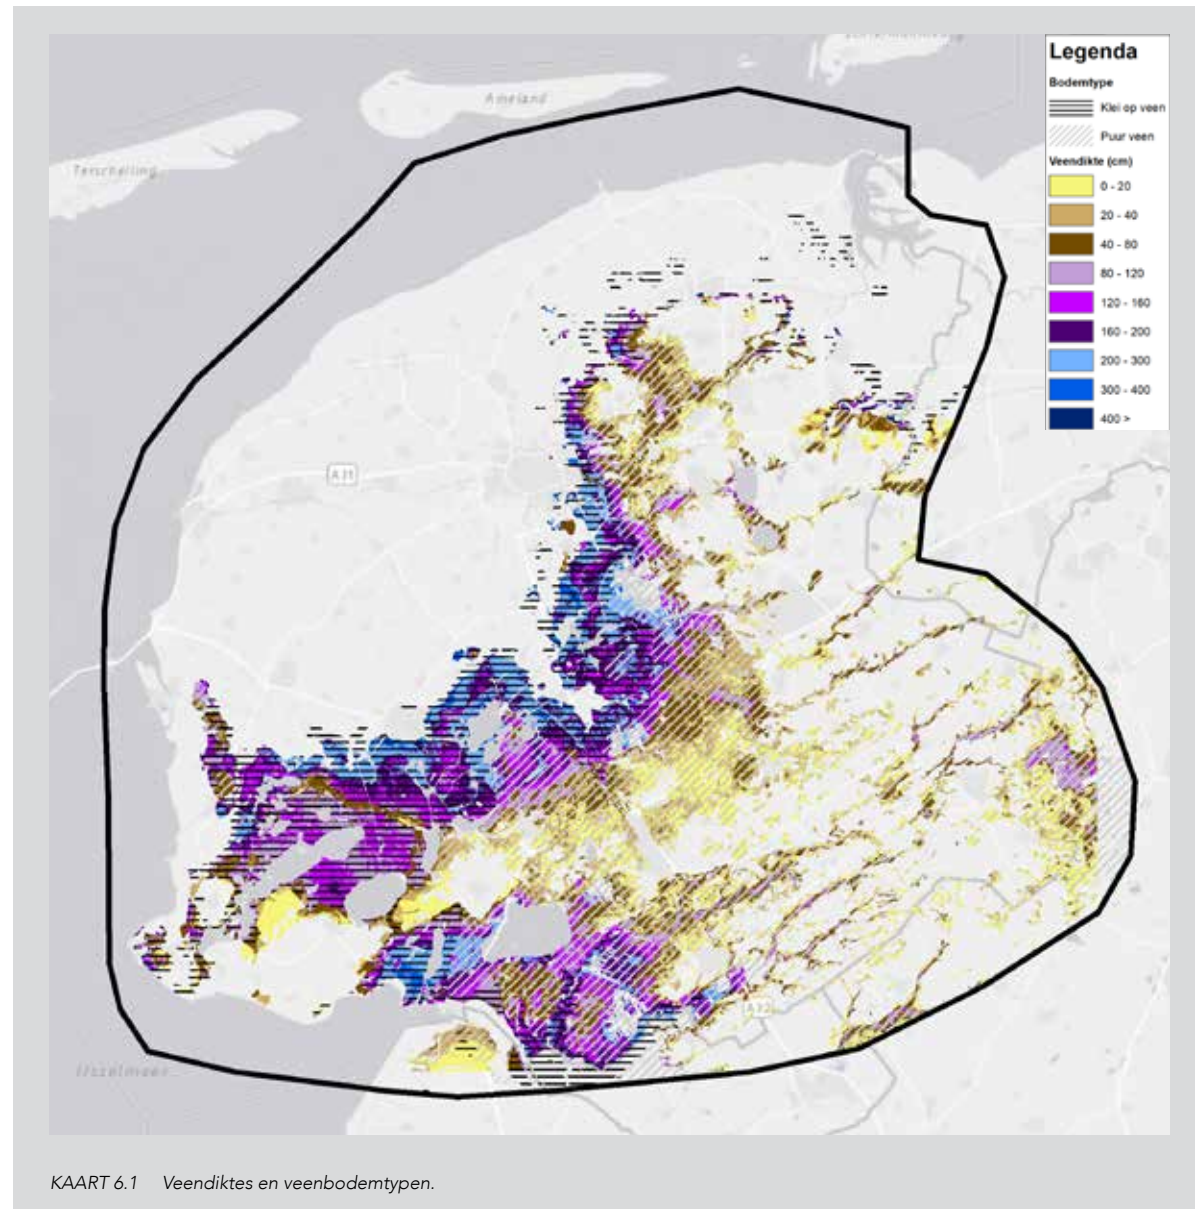 Legenda
Bodemtype
Klei op veen
Puur veen
Veendikte (cm)
0 - 20
20 - 40
40 - 80
80 - 120
120 - 160
160 - 200
200 - 300
300 - 400
400 >
Ameland
Terschelling
A31
IJsselmeer
KAART 6.1 Veendiktes en veenbodemtypen.